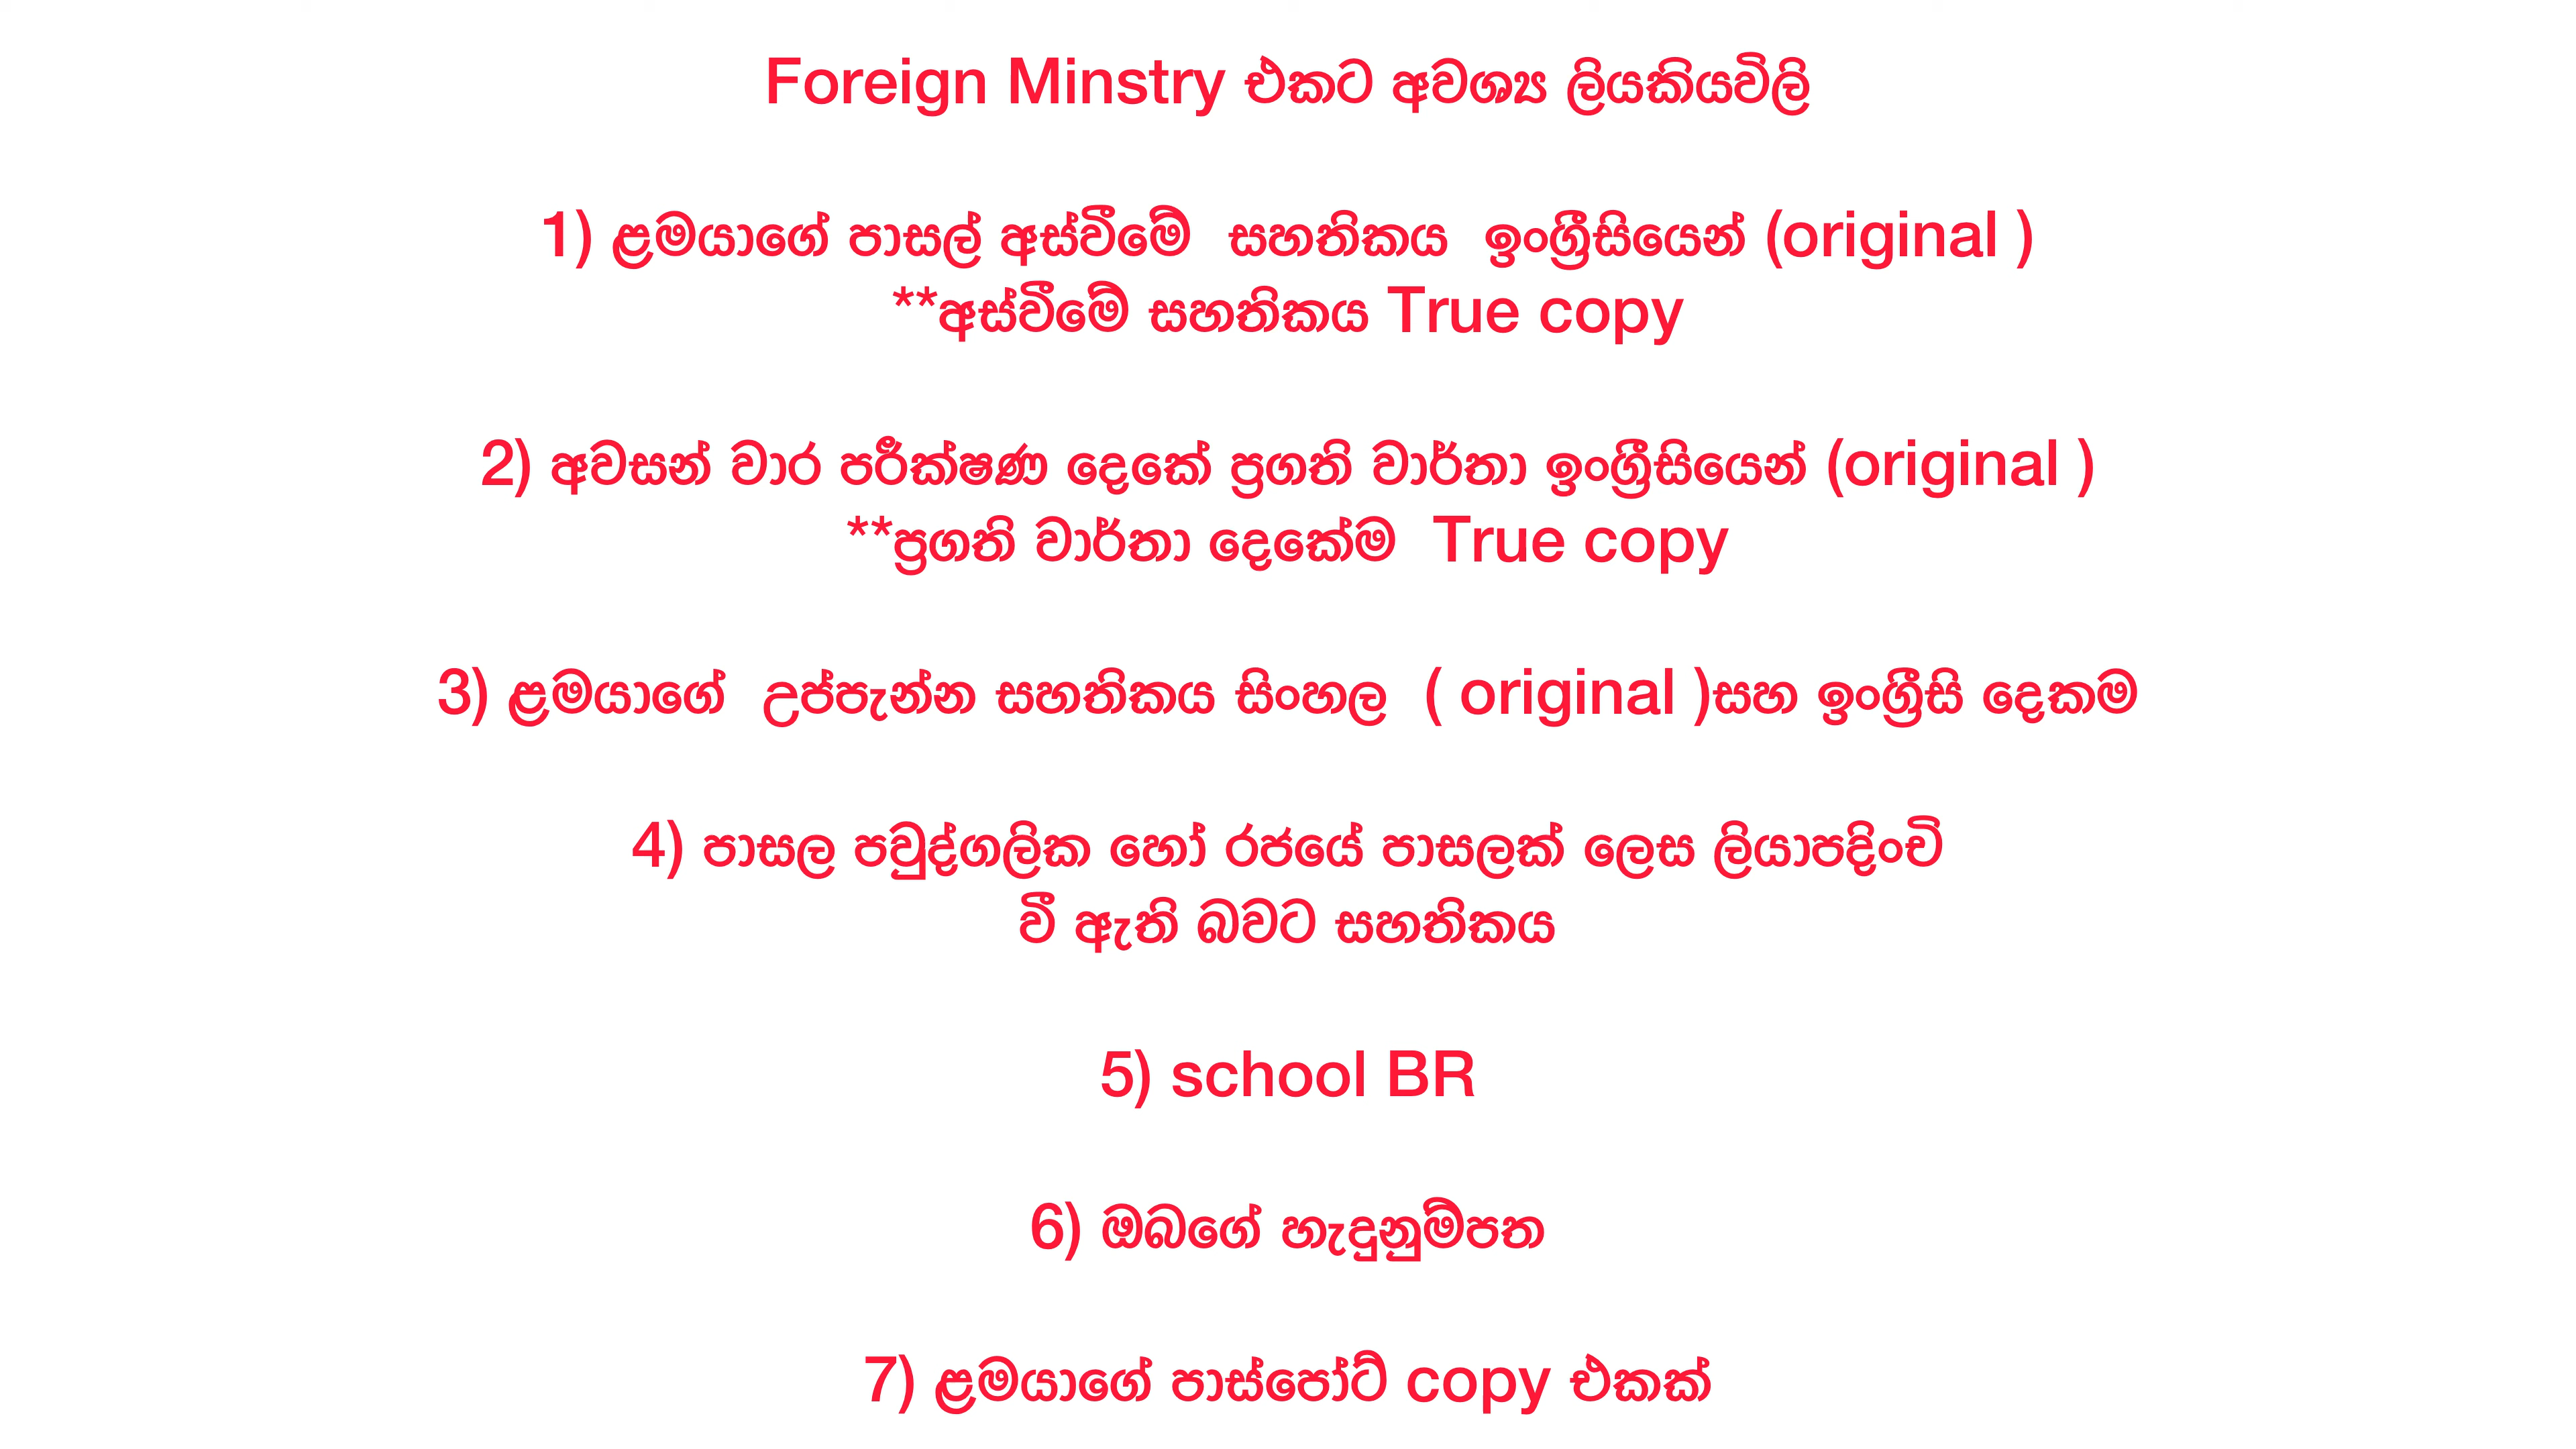 Foreign Minstry එකට අවශ්‍ය ලියකියවිලි
1) ළමයාගේ පාසල් අස්වීමේ සහතිකය ඉංග්‍රීසියෙන් (original )
**අස්වීමේ සහතිකය True copy
2) අවසන් වාර පරීක්ෂණ දෙකේ ප්‍රගති වාර්තා ඉංග්‍රීසියෙන් (original )
**ප්‍රගති වාර්තා දෙකේම True copy
3) ළමයාගේ උප්පැන්න සහතිකය සිංහල ( original )සහ ඉංග්‍රීසි දෙකම
4) පාසල පවුද්ගලික හෝ රජයේ පාසලක් ලෙස ලියාපදිංචි
වී ඇති බවට සහතිකය
5) school BR
6) ඔබගේ හැදුනුම්පත
7) ළමයාගේ පාස්පෝට් copy එකක්